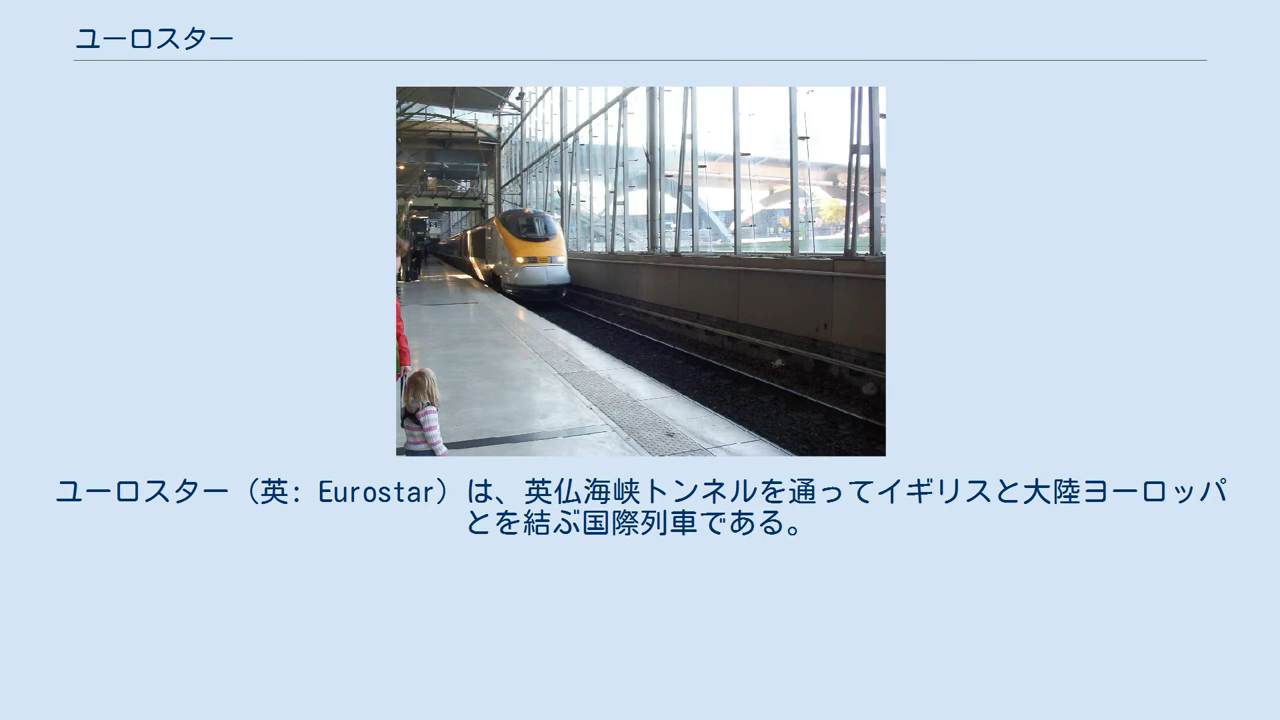 ユーロスター
ユーロスター（英: Eurostar）は、英仏海峡トンネルを通ってイギリスと大陸ヨーロッパ
とを結ぶ国際列車である。